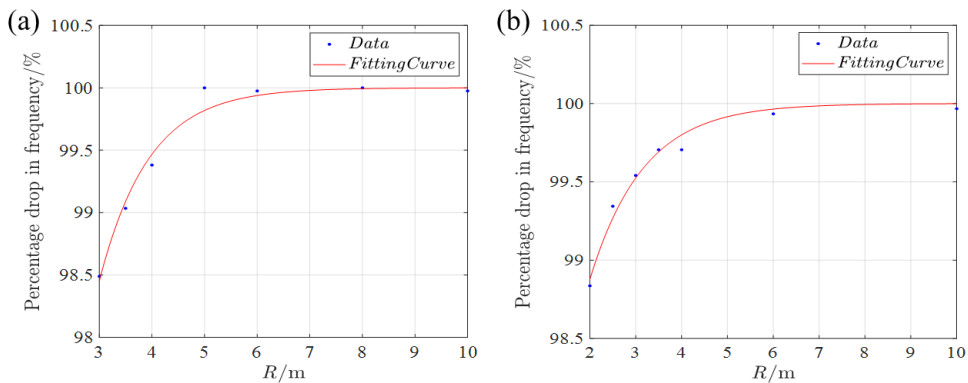 (a)
100.5
100
99.5
99
98.5
98
Percentage drop in frequency/%
Data
FittingCurve
3 4 5 6 7 8 9 10
R/m
(b)
100.5
100
99.5
99
98.5
Percentage drop in frequency/%
Data
FittingCurve
2 3 4 5 6 7 8 9 10
R/m